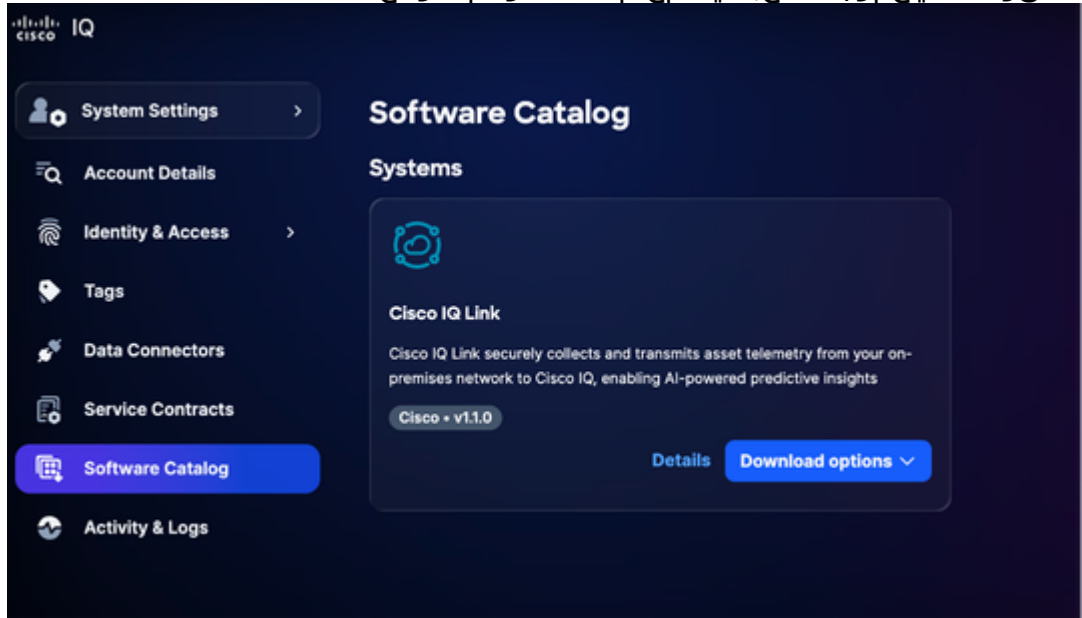 cisco IQ
System Settings
Account Details
Identity & Access
Tags
Data Connectors
Service Contracts
Software Catalog
Activity & Logs
Software Catalog
Systems
Cisco IQ Link
Cisco IQ Link securely collects and transmits asset telemetry from your on-
premises network to Cisco IQ, enabling AI-powered predictive insights
Cisco • v1.1.0
Details
Download options